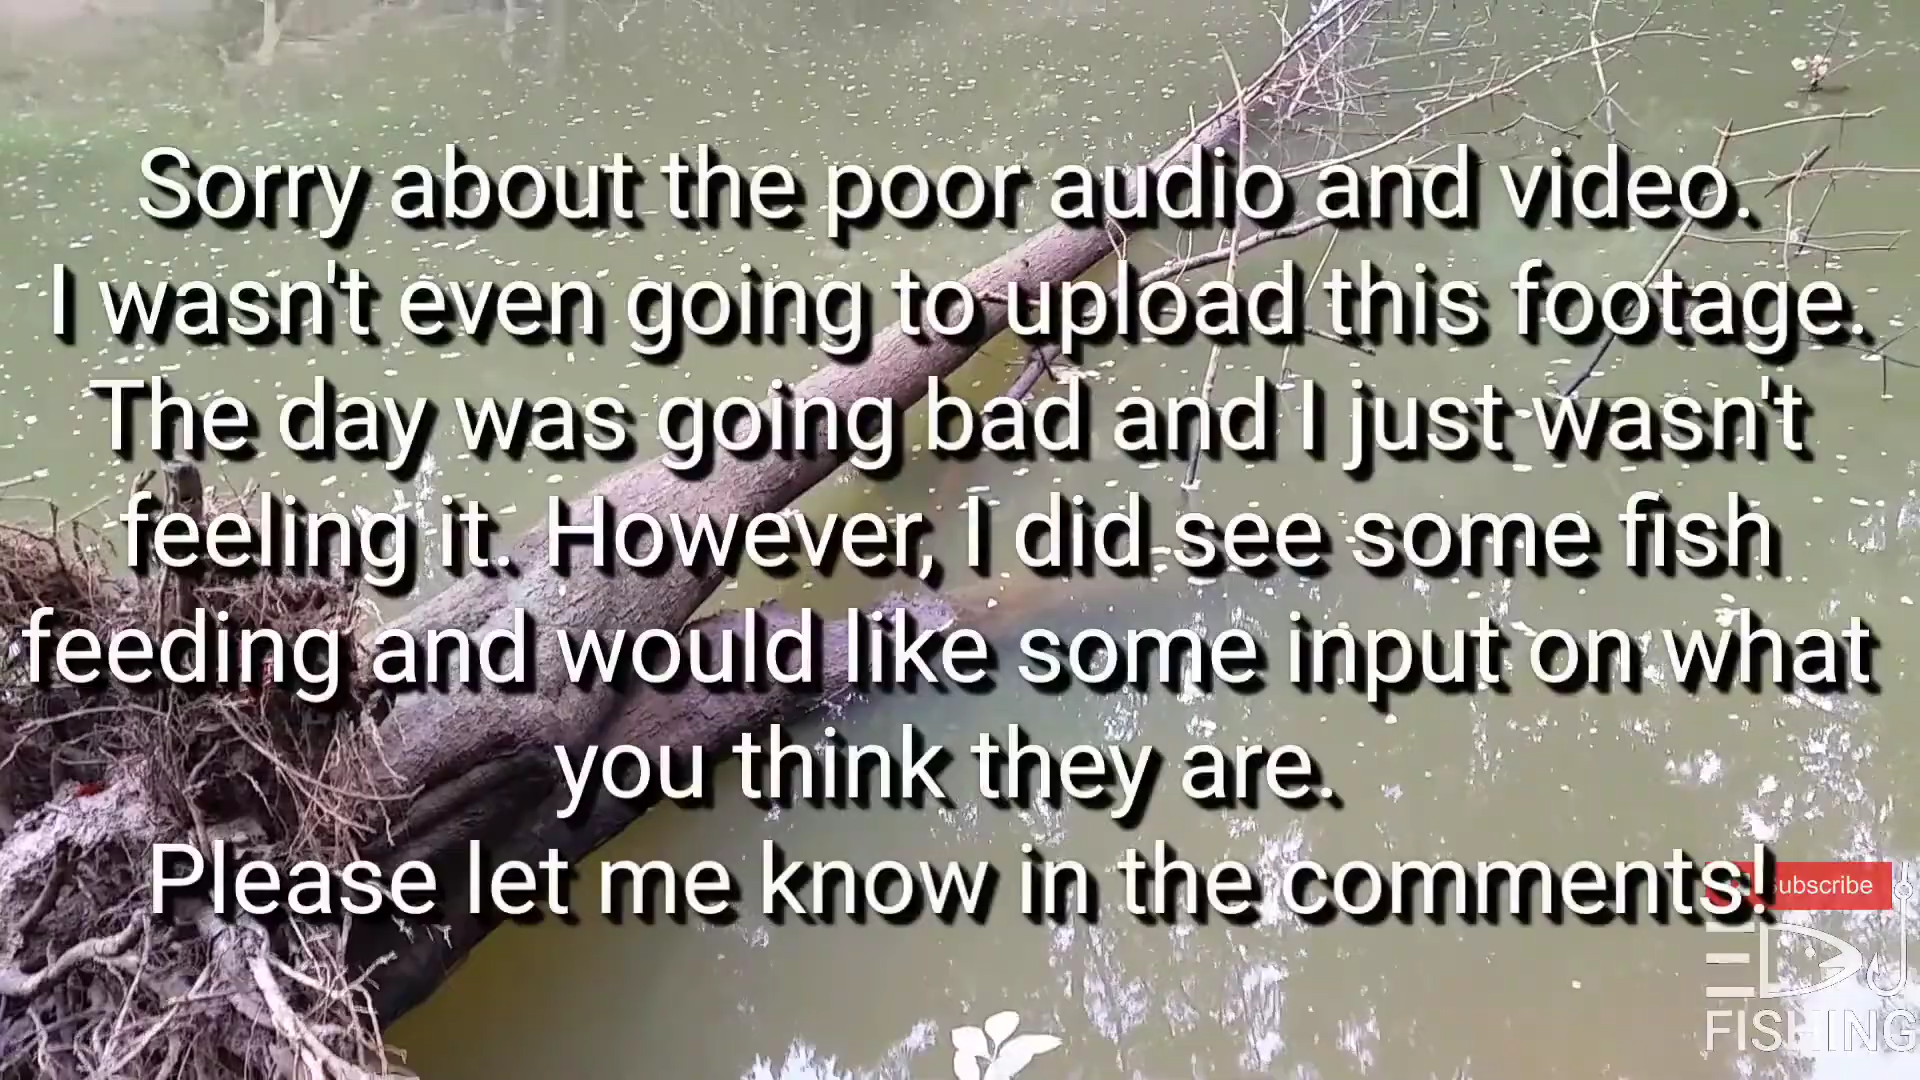 Sorry about the poor audio and video.
I wasn't even going to upload this footage.
The day was going bad and I just wasn't
feeling it. However, I did see some fish
feeding and would like some input on what
you think they are.
Please let me know in the comments!
ubscribe
EDJ
FISHING